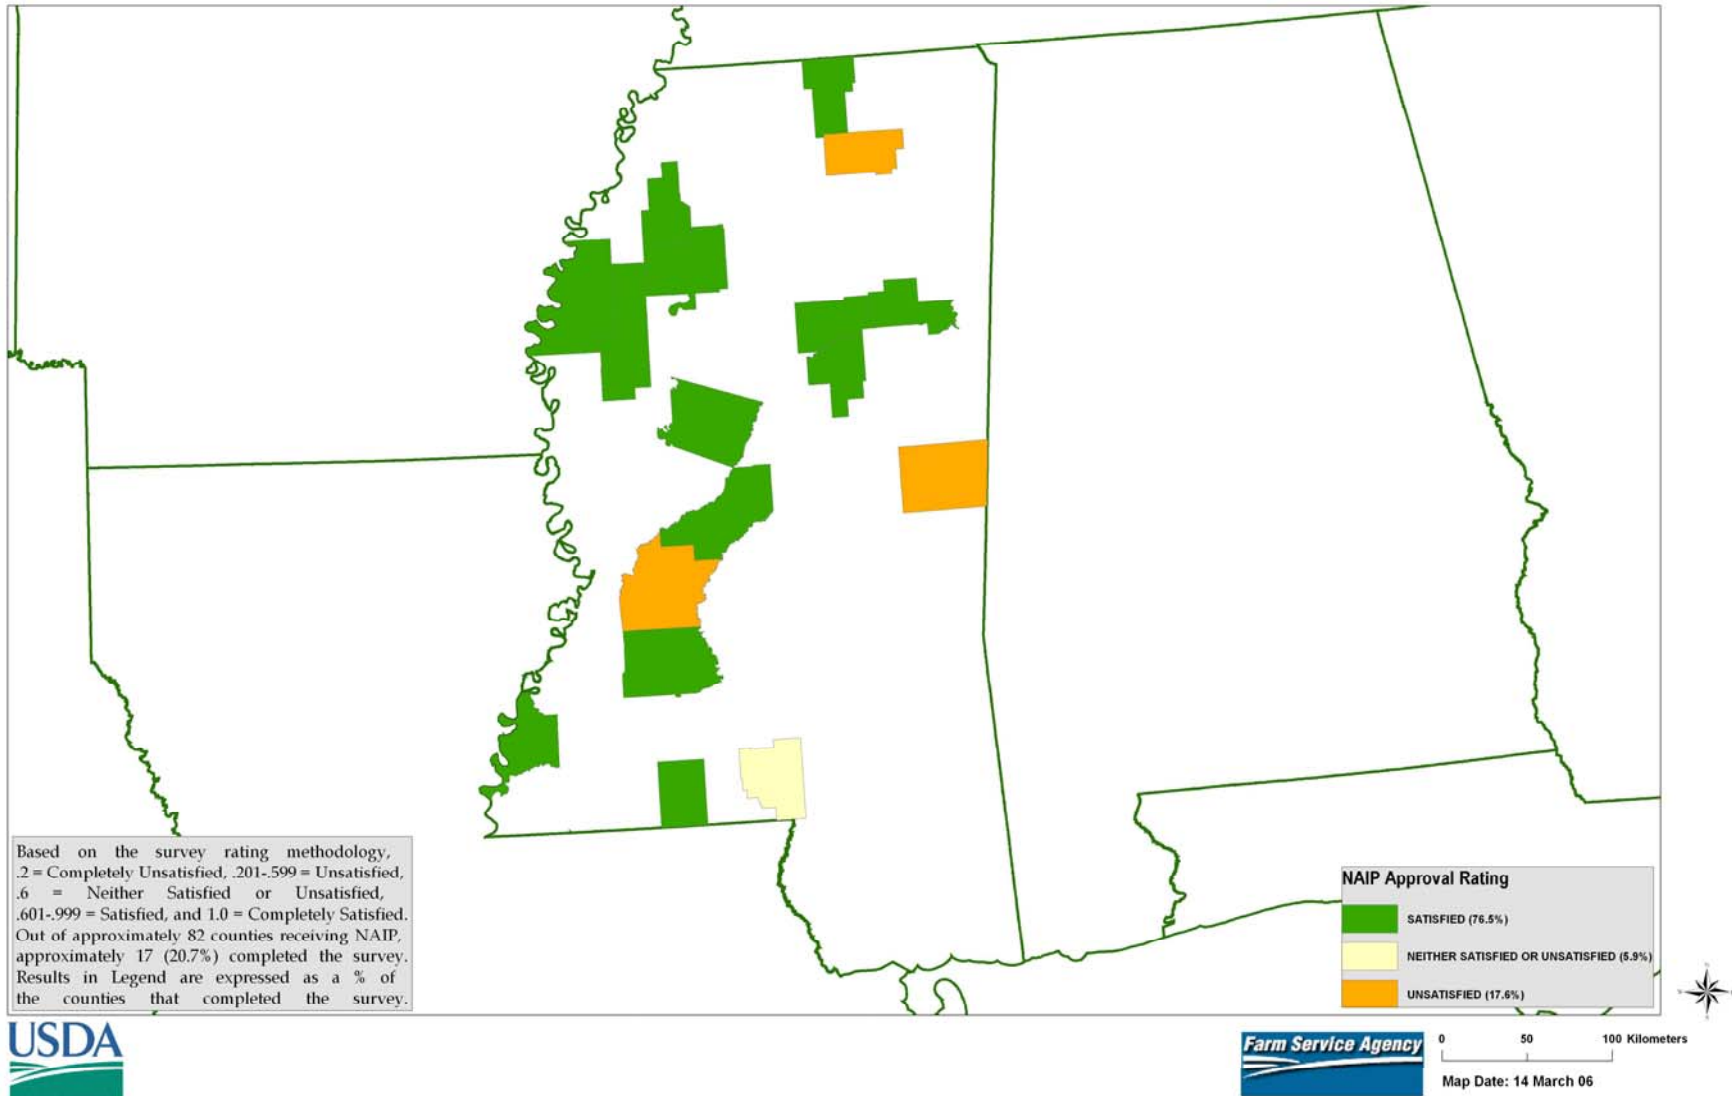 Based on the survey rating methodology,
.2 = Completely Unsatisfied, .201-.599 = Unsatisfied,
.6 = Neither Satisfied or Unsatisfied,
.601-.999 = Satisfied, and 1.0 = Completely Satisfied.
Out of approximately 82 counties receiving NAIP,
approximately 17 (20.7%) completed the survey.
Results in Legend are expressed as a % of
the counties that completed the survey.
NAIP Approval Rating
SATISFIED (76.5%)
NEITHER SATISFIED OR UNSATISFIED (5.9%)
UNSATISFIED (17.6%)
USDA
Farm Service Agency
0 50 100 Kilometers
Map Date: 14 March 06